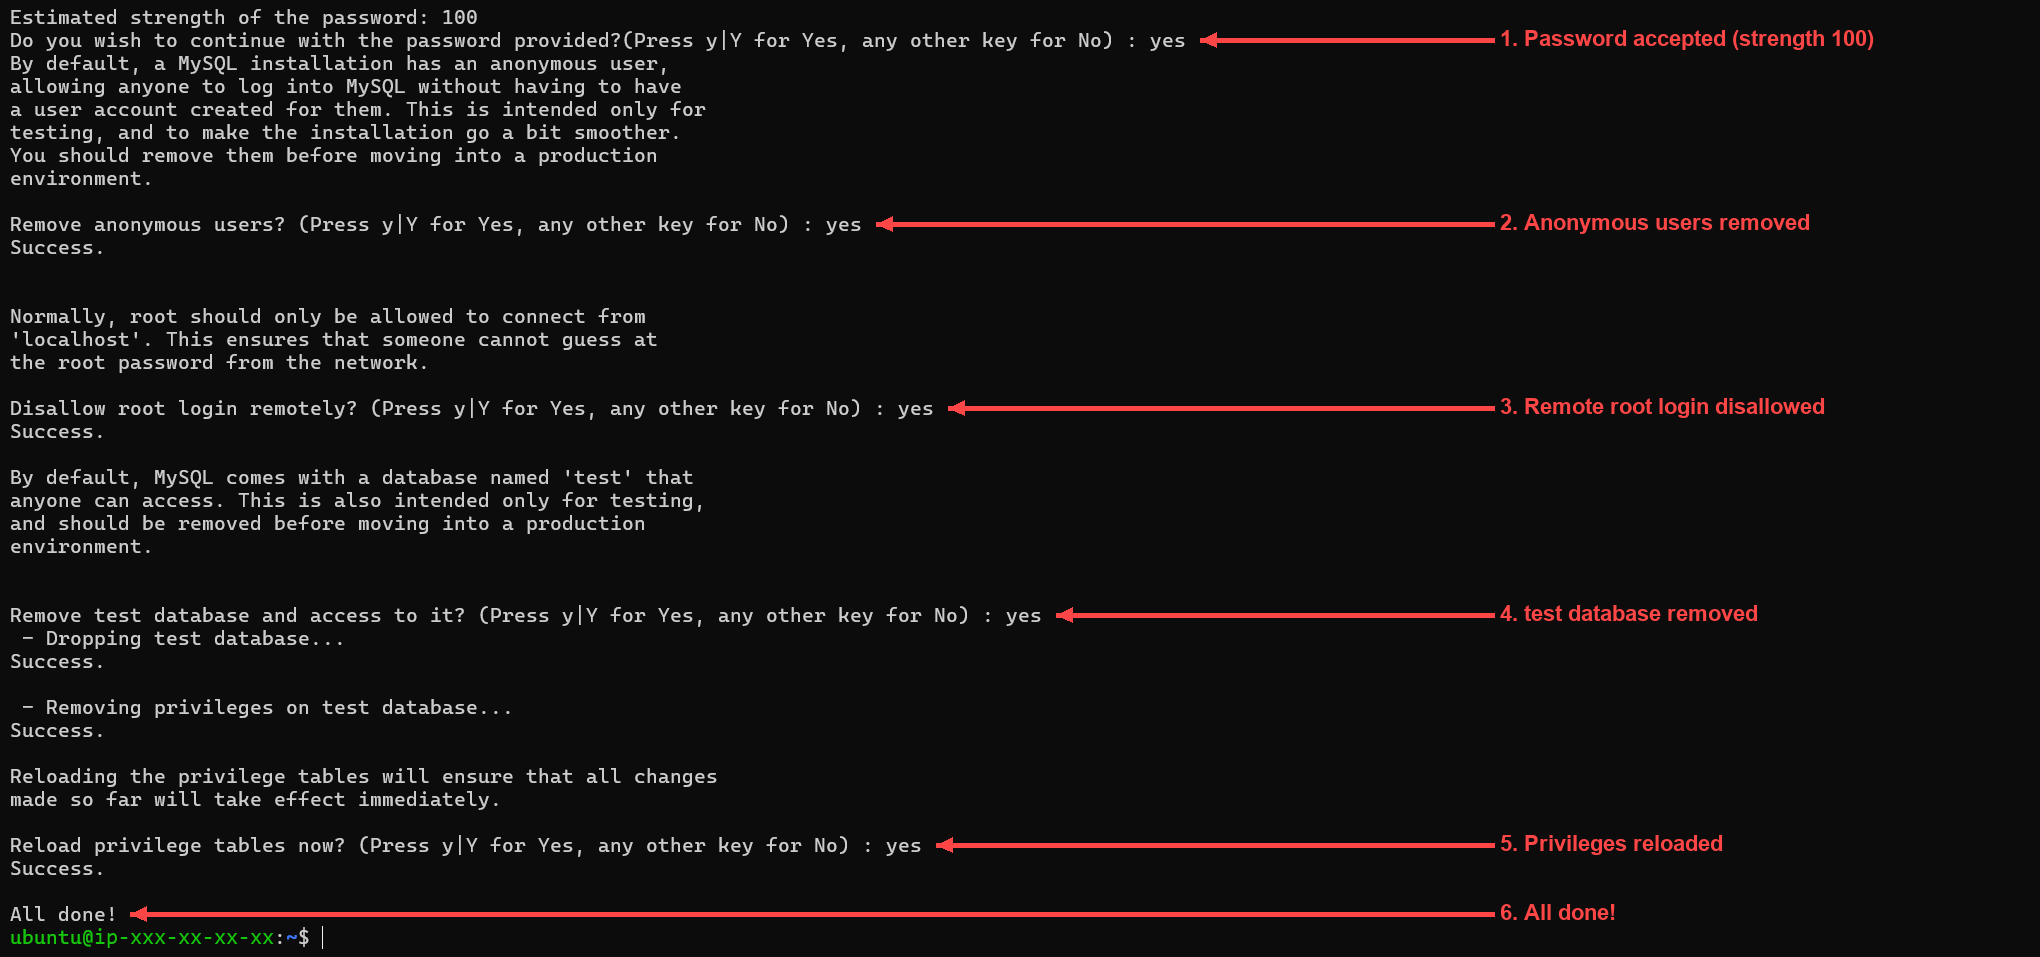 Estimated strength of the password: 100
Do you wish to continue with the password provided?(Press y|Y for Yes, any other key for No) : yes
1. Password accepted (strength 100)
By default, a MySQL installation has an anonymous user,
allowing anyone to log into MySQL without having to have
a user account created for them. This is intended only for
testing, and to make the installation go a bit smoother.
You should remove them before moving into a production
environment.
Remove anonymous users? (Press y|Y for Yes, any other key for No) : yes
2. Anonymous users removed
Success.
Normally, root should only be allowed to connect from
'localhost'. This ensures that someone cannot guess at
the root password from the network.
Disallow root login remotely? (Press y|Y for Yes, any other key for No) : yes
3. Remote root login disallowed
Success.
By default, MySQL comes with a database named 'test' that
anyone can access. This is also intended only for testing,
and should be removed before moving into a production
environment.
Remove test database and access to it? (Press y|Y for Yes, any other key for No) : yes
4. test database removed
- Dropping test database...
Success.
- Removing privileges on test database...
Success.
Reloading the privilege tables will ensure that all changes
made so far will take effect immediately.
Reload privilege tables now? (Press y|Y for Yes, any other key for No) : yes
5. Privileges reloaded
Success.
All done!
6. All done!
ubuntu@ip-xxx-xx-xx-xx:~$